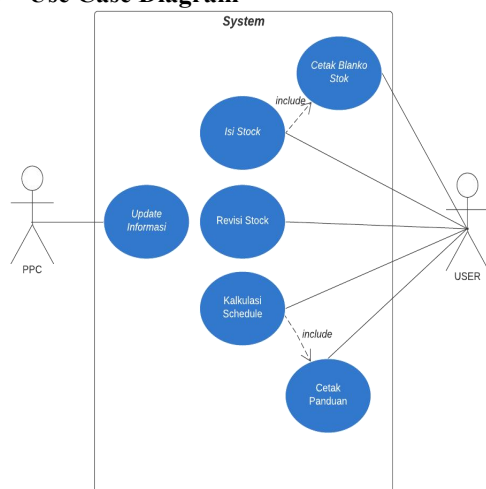 Use Case Diagram
System
Cetak Blanko
Stok
include
Isi Stock
Update
Informasi
Revisi Stock
PPC
USER
Kalkulasi
Schedule
include
Cetak
Panduan